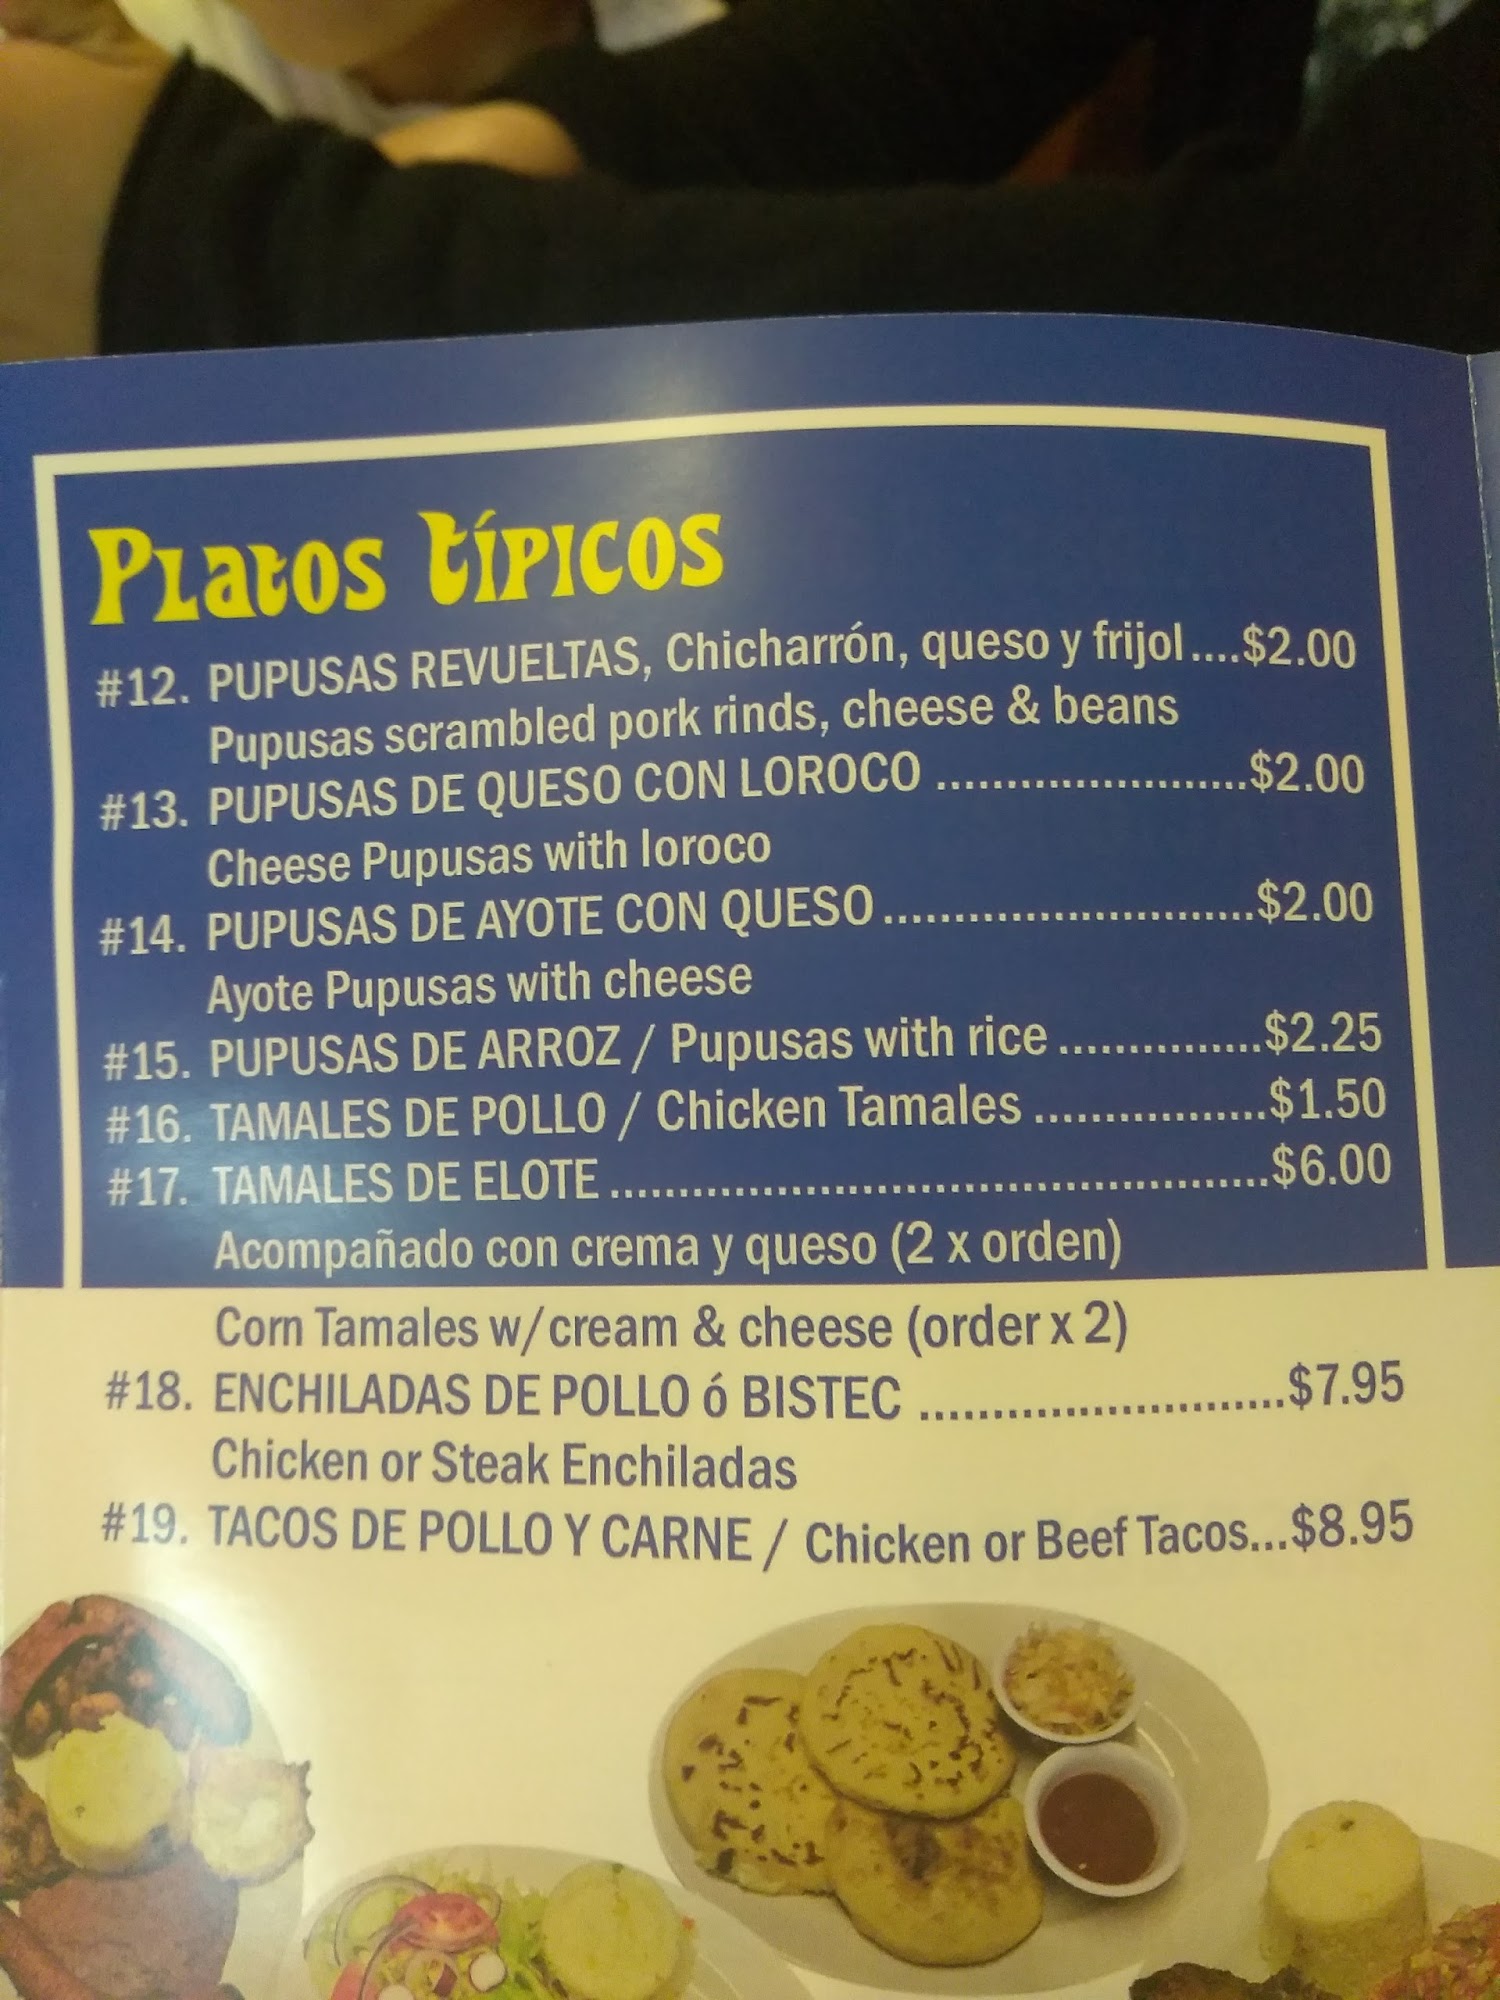 Platos típicos
#12. PUPUSAS REVUELTAS, Chicharrón, queso y frijol....$2.00
Pupusas scrambled pork rinds, cheese & beans
#13. PUPUSAS DE QUESO CON LOROCO .......................$2.00
Cheese Pupusas with loroco
#14. PUPUSAS DE AYOTE CON QUESO...........................$2.00
Ayote Pupusas with cheese
#15. PUPUSAS DE ARROZ / Pupusas with rice ...............$2.25
#16. TAMALES DE POLLO / Chicken Tamales .................$1.50
#17. TAMALES DE ELOTE ................................................$6.00
Acompañado con crema y queso (2 x orden)
Corn Tamales w/cream & cheese (order x 2)
#18. ENCHILADAS DE POLLO ó BISTEC .........................$7.95
Chicken or Steak Enchiladas
#19. TACOS DE POLLO Y CARNE / Chicken or Beef Tacos...$8.95